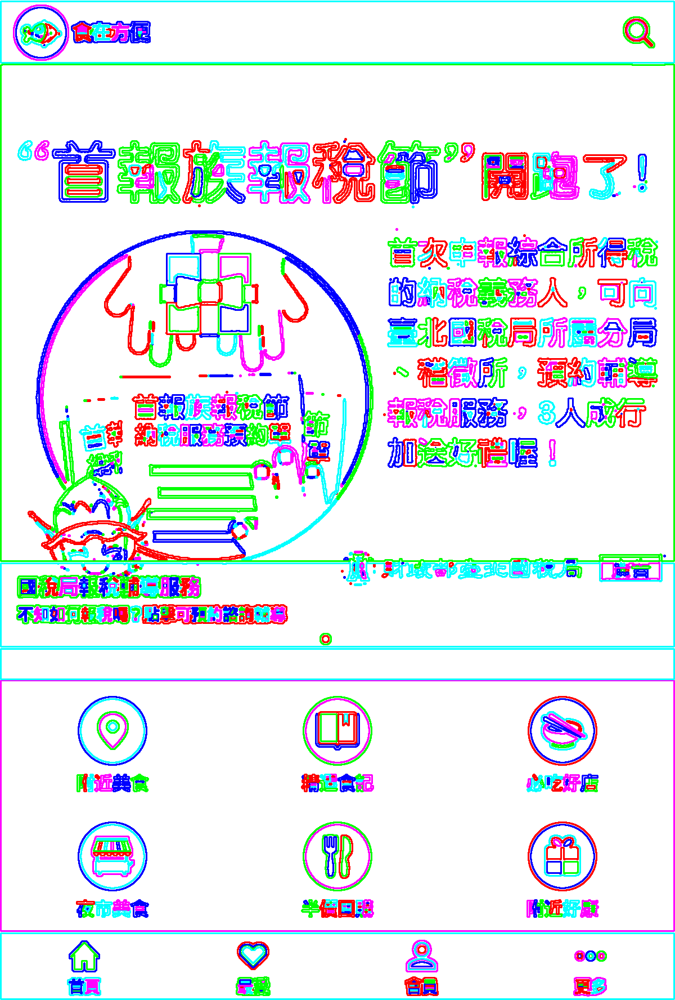 食在方便
“首報族報稅節”開跑了!
首次申報綜合所得稅
的納稅義務人,可向
臺北國稅局所屬分局
、稽徵所,預約輔導
報稅服務,3人成行
加送好禮喔!
首報族報稅節
納稅服務預約單
節
單
財政部臺北國稅局
廣告
國稅局報稅輔導服務
不知如何報稅嗎?點擊可預約諮詢輔導
附近美食
精選食記
必吃好店
夜市美食
半價團購
附近好康
首頁
最愛
會員
更多